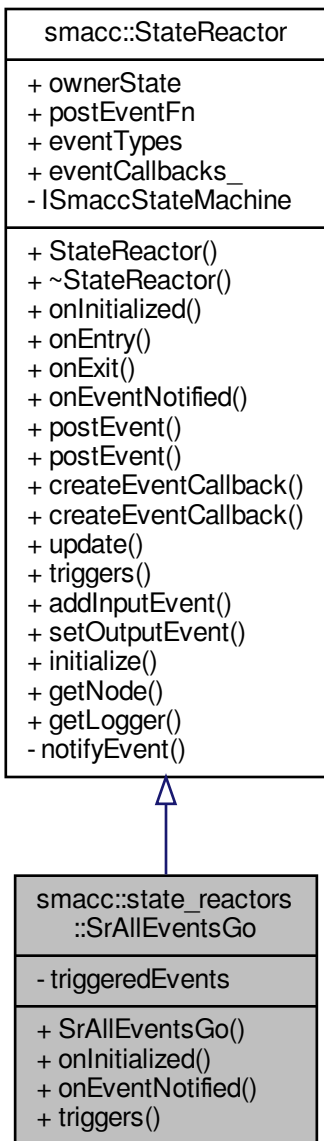 smacc::StateReactor
+ ownerState
+ postEventFn
+ eventTypes
+ eventCallbacks_
- ISmaccStateMachine
+ StateReactor()
+ ~StateReactor()
+ onInitialized()
+ onEntry()
+ onExit()
+ onEventNotified()
+ postEvent()
+ postEvent()
+ createEventCallback()
+ createEventCallback()
+ update()
+ triggers()
+ addInputEvent()
+ setOutputEvent()
+ initialize()
+ getNode()
+ getLogger()
- notifyEvent()
smacc::state_reactors
::SrAllEventsGo
- triggeredEvents
+ SrAllEventsGo()
+ onInitialized()
+ onEventNotified()
+ triggers()